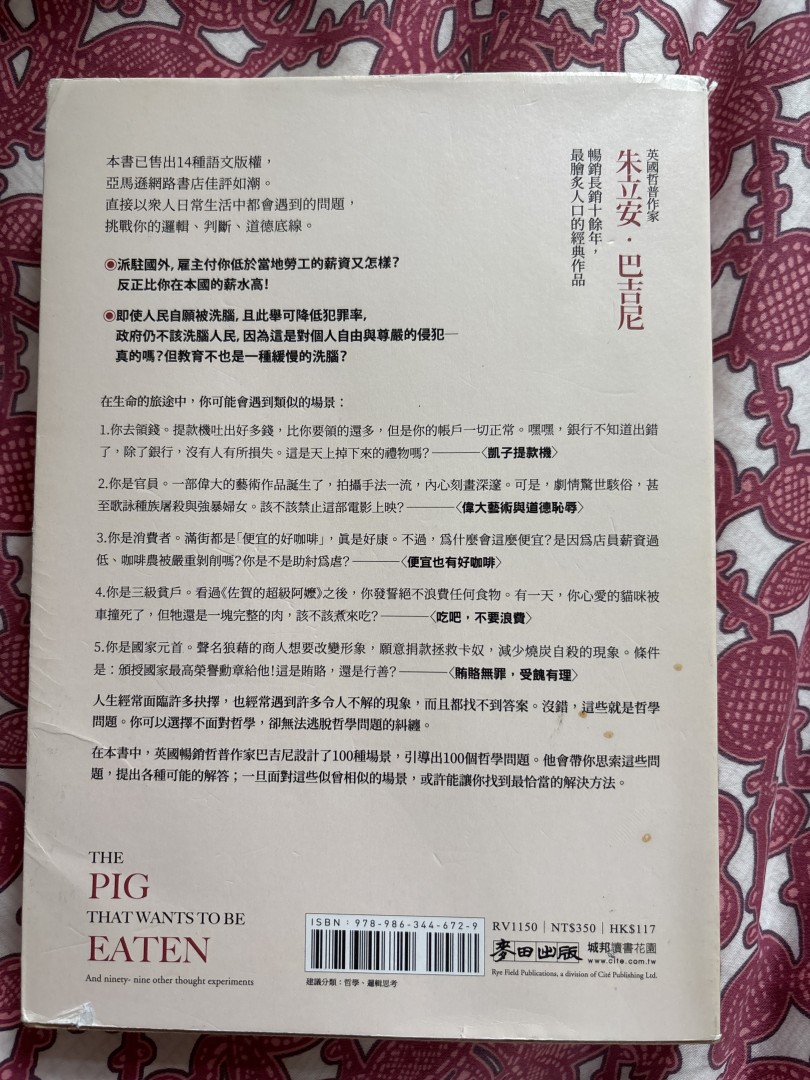 英國哲普作家
朱立安·巴吉尼
暢銷長銷十餘年，
最膾炙人口的經典作品
本書已售出14種語文版權，
亞馬遜網路書店佳評如潮。
直接以眾人日常生活中都會遇到的問題，
挑戰你的邏輯、判斷、道德底線。
◉派駐國外，雇主付你低於當地勞工的薪資又怎樣？
反正比你在本國的薪水高！
◉即使人民自願被洗腦，且此舉可降低犯罪率，
政府仍不該洗腦人民，因為這是對個人自由與尊嚴的侵犯─
真的嗎？但教育不也是一種緩慢的洗腦？
在生命的旅途中，你可能會遇到類似的場景：
1.你去領錢。提款機吐出好多錢，比你要領的還多，但是你的帳戶一切正常。嘿嘿，銀行不知道出錯
了，除了銀行，沒有人有所損失。這是天上掉下來的禮物嗎？────〈凱子提款機〉
2.你是官員。一部偉大的藝術作品誕生了，拍攝手法一流，內心刻畫深邃。可是，劇情驚世駭俗，甚
至歌詠種族屠殺與強暴婦女。該不該禁止這部電影上映？────〈偉大藝術與道德恥辱〉
3.你是消費者。滿街都是「便宜的好咖啡」，真是好康。不過，為什麼會這麼便宜？是因為店員薪資過
低、咖啡農被嚴重剝削嗎？你是不是助紂為虐？────〈便宜也有好咖啡〉
4.你是三級貧戶。看過《佐賀的超級阿嬤》之後，你發誓絕不浪費任何食物。有一天，你心愛的貓咪被
車撞死了，但牠還是一塊完整的肉，該不該煮來吃？────〈吃吧，不要浪費〉
5.你是國家元首。聲名狼藉的商人想要改變形象，願意捐款拯救卡奴，減少燒炭自殺的現象。條件
是：頒授國家最高榮譽勳章給他！這是賄賂，還是行善？────〈賄賂無罪，受餽有理〉
人生經常面臨許多抉擇，也經常遇到許多令人不解的現象，而且都找不到答案。沒錯，這些就是哲學
問題。你可以選擇不面對哲學，卻無法逃脫哲學問題的糾纏。
在本書中，英國暢銷哲普作家巴吉尼設計了100種場景，引導出100個哲學問題。他會帶你思索這些問
題，提出各種可能的解答；一旦面對這些似曾相似的場景，或許能讓你找到最恰當的解決方法。
THE
PIG
THAT WANTS TO BE
EATEN
And ninety- nine other thought experiments
ISBN：978-986-344-672-9
建議分類：哲學、邏輯思考
RV1150│NT$350│HK$117
麥田出版 城邦讀書花園
www.cite.com.tw
Rye Field Publications, a division of Cité Publishing Ltd.